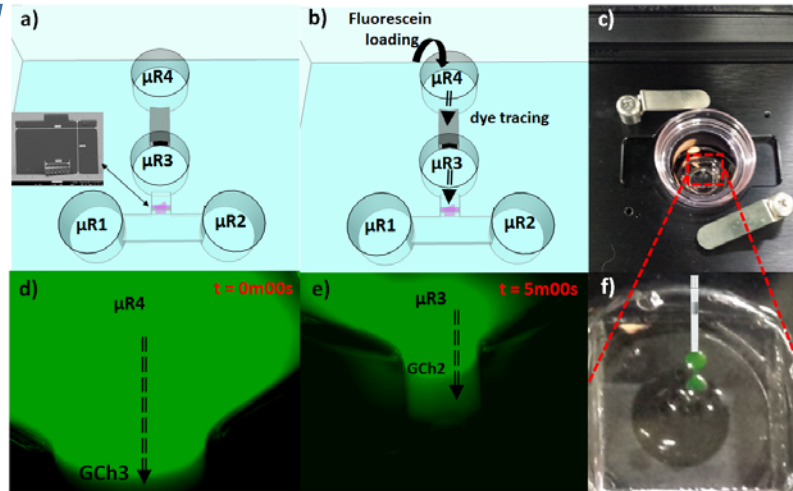 a)
μR4
μR3
μR1
μR2
b)
Fluorescein
loading
μR4
dye tracing
μR3
μR1
μR2
c)
d)
t = 0m00s
μR4
GCh3
e)
t = 5m00s
μR3
GCh2
f)